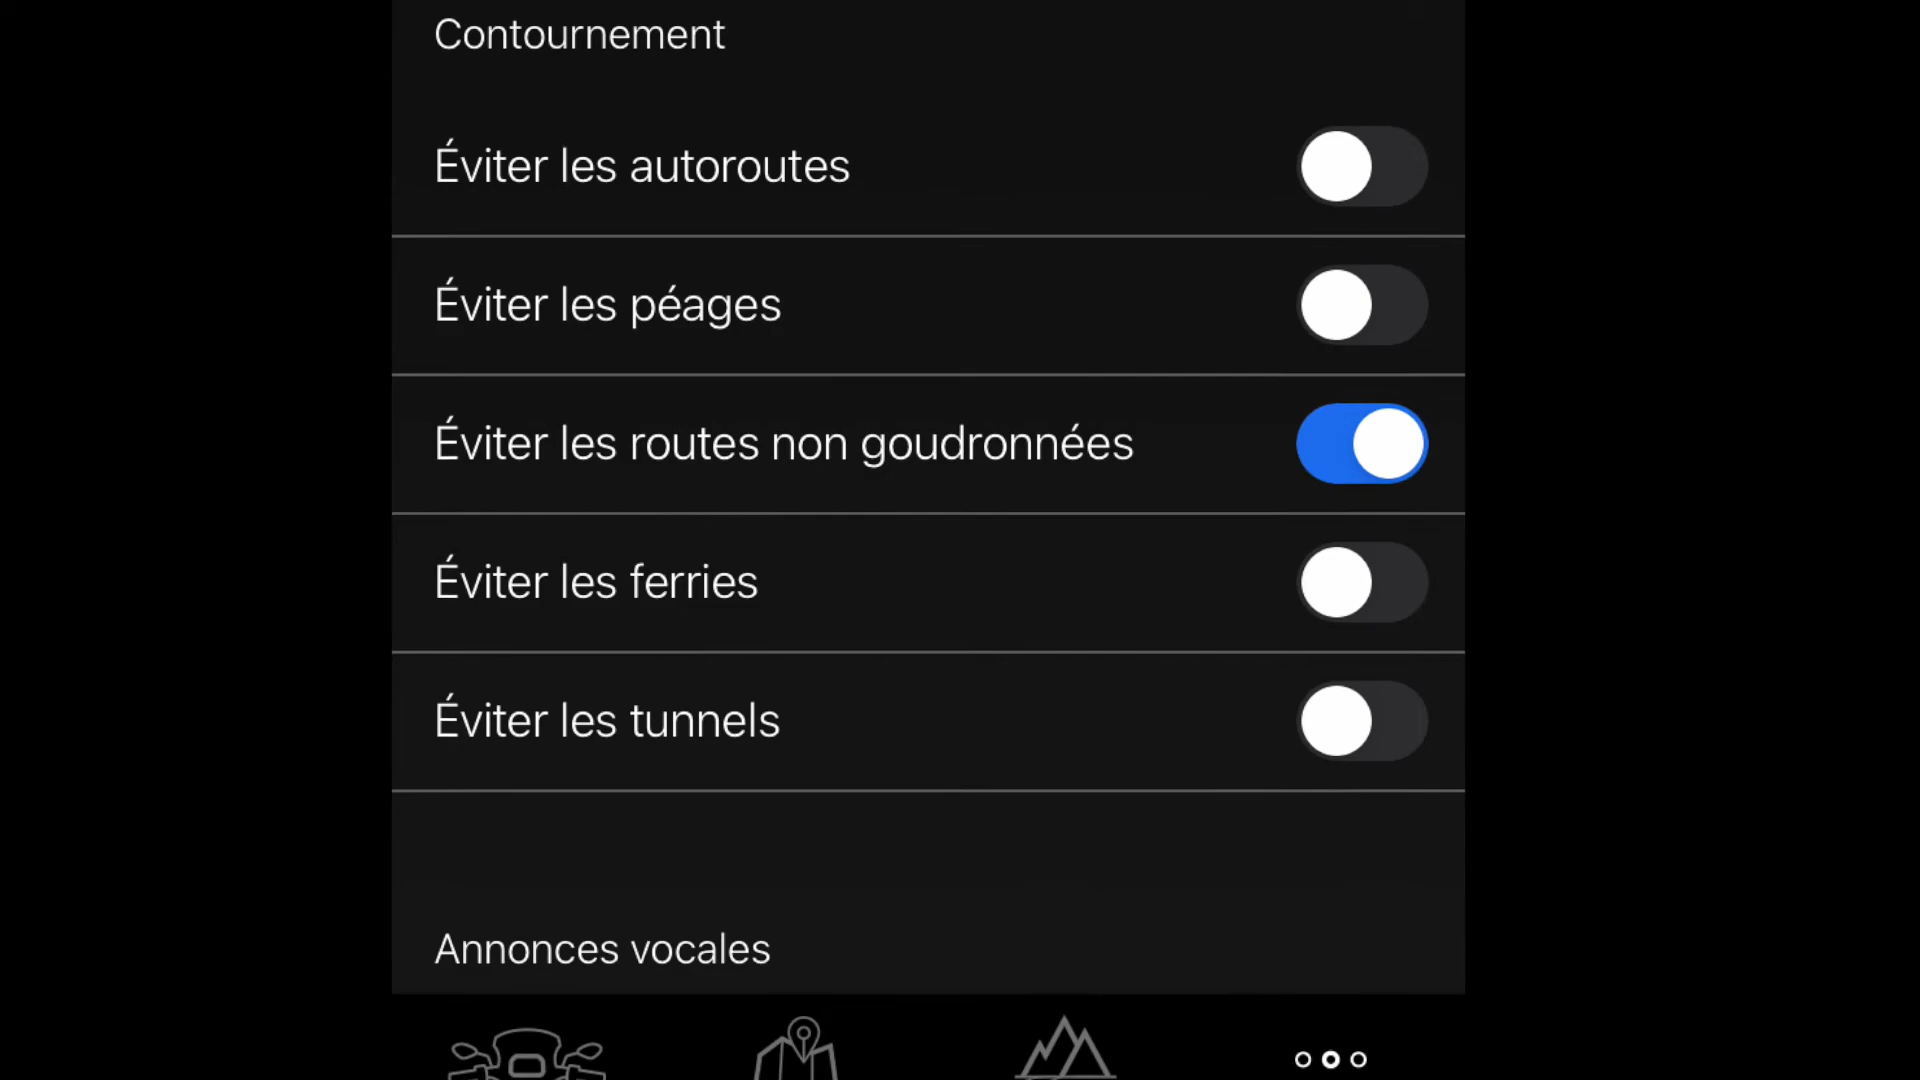 Contournement
Éviter les autoroutes
Éviter les péages
Éviter les routes non goudronnées
Éviter les ferries
Éviter les tunnels
Annonces vocales